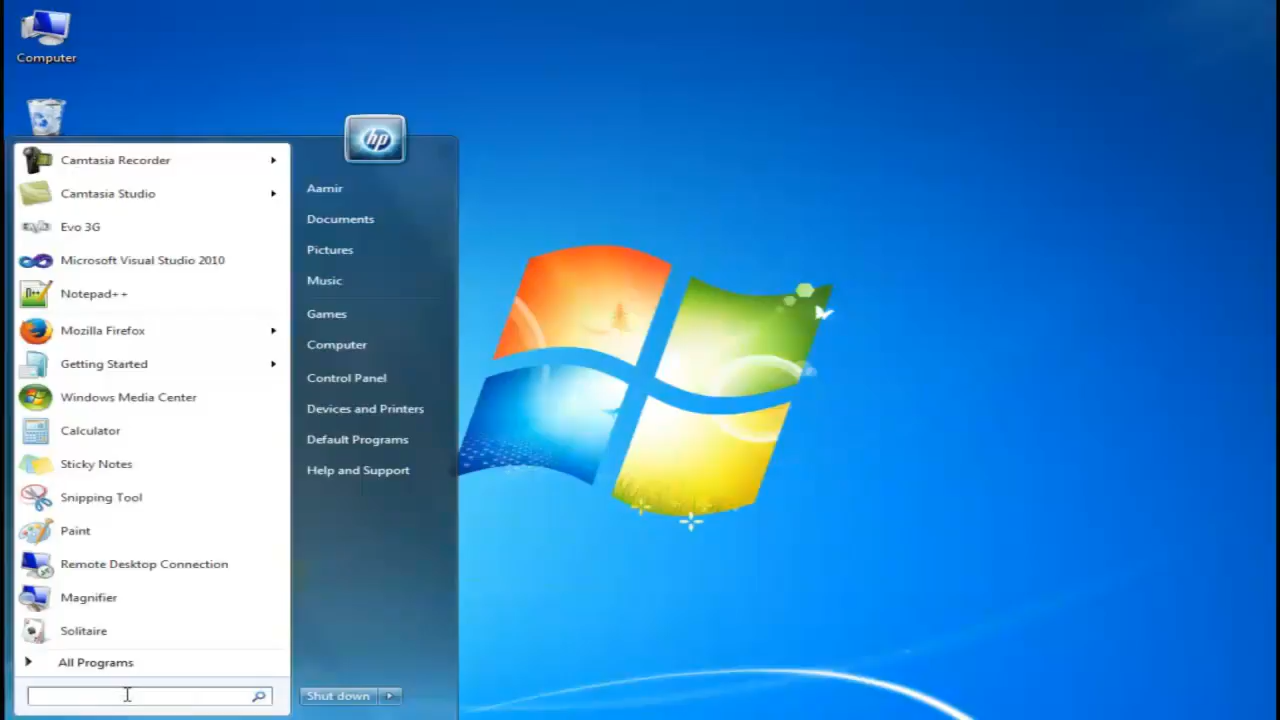 Computer
hp
Camtasia Recorder
Camtasia Studio
Evo 3G
Microsoft Visual Studio 2010
Notepad++
Mozilla Firefox
Getting Started
Windows Media Center
Calculator
Sticky Notes
Snipping Tool
Paint
Remote Desktop Connection
Magnifier
Solitaire
All Programs
Aamir
Documents
Pictures
Music
Games
Computer
Control Panel
Devices and Printers
Default Programs
Help and Support
Shut down